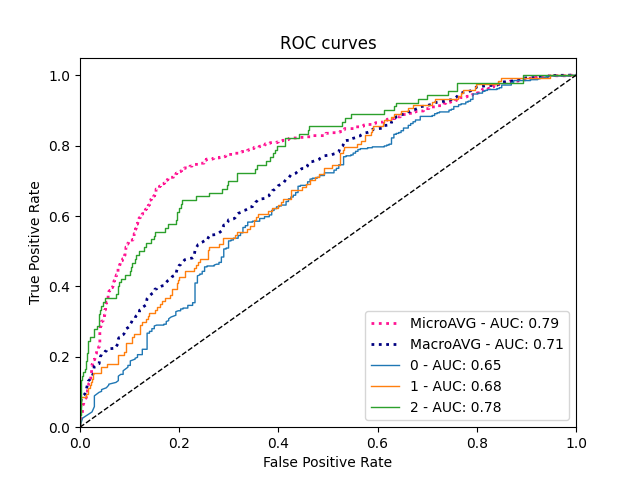 ROC curves
True Positive Rate
1.0
0.8
0.6
0.4
0.2
0.0
MicroAVG - AUC: 0.79
MacroAVG - AUC: 0.71
0 - AUC: 0.65
1 - AUC: 0.68
2 - AUC: 0.78
0.0 0.2 0.4 0.6 0.8 1.0
False Positive Rate